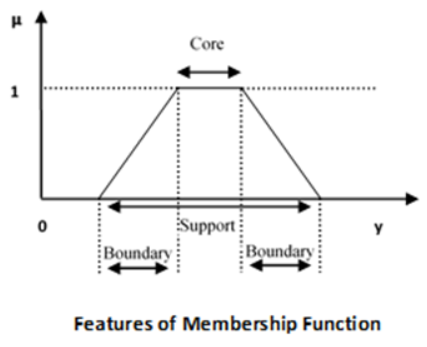 μ
Core
1
0
Support
y
Boundary
Boundary
Features of Membership Function